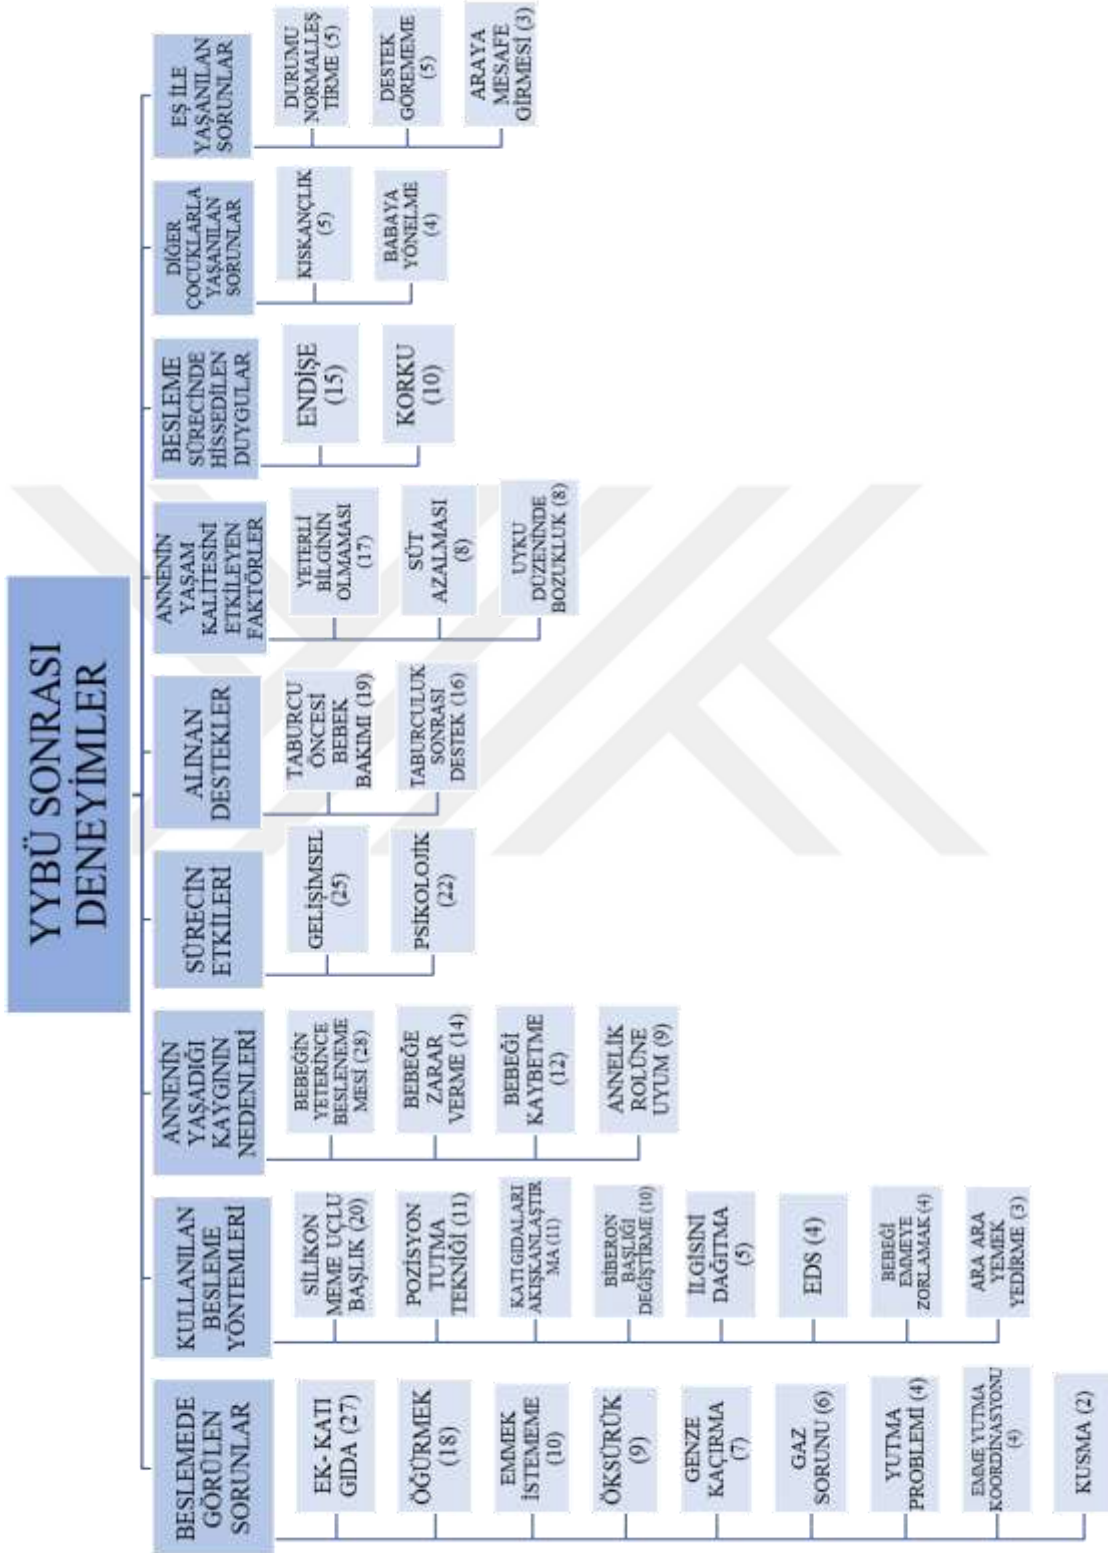 YYBÜ SONRASI
DENEYİMLER
BESLEMEDE
GÖRÜLEN
SORUNLAR
EK- KATI
GIDA (27)
ÖĞÜRMEK
(18)
EMMEK
İSTEMEME
(10)
ÖKSÜRÜK
(9)
GENZE
KAÇIRMA
(7)
GAZ
SORUNU (6)
YUTMA
PROBLEMİ (4)
EMME YUTMA
KOORDİNASYONU
(4)
KUSMA (2)
KULLANILAN
BESLEME
YÖNTEMLERİ
SİLİKON
MEME UÇLU
BAŞLIK (20)
POZİSYON
TUTMA
TEKNİĞİ (11)
KATI GIDALARI
AKIŞKANLAŞTIR
MA (11)
BİBERON
BAŞLIĞI
DEĞİŞTİRME (10)
İLGİSİNİ
DAĞITMA
(5)
EDS (4)
BEBEĞİ
EMMEYE
ZORLAMAK (4)
ARA ARA
YEMEK
YEDİRME (3)
ANNENİN
YAŞADIĞI
KAYGININ
NEDENLERİ
BEBEĞİN
YETERİNCE
BESLENEME
MESİ (28)
BEBEĞE
ZARAR
VERME (14)
BEBEĞİ
KAYBETME
(12)
ANNELİK
ROLÜNE
UYUM (9)
SÜRECİN
ETKİLERİ
GELİŞİMSEL
(25)
PSİKOLOJİK
(22)
ALINAN
DESTEKLER
TABURCU
ÖNCESİ
BEBEK
BAKIMI (19)
TABURCULUK
SONRASI
DESTEK (16)
ANNENİN
YAŞAM
KALİTESİNİ
ETKİLEYEN
FAKTÖRLER
YETERLİ
BİLGİNİN
OLMAMASI
(17)
SÜT
AZALMASI
(8)
UYKU
DÜZENİNDE
BOZUKLUK (8)
BESLEME
SÜRECİNDE
HİSSEDİLEN
DUYGULAR
ENDİŞE
(15)
KORKU
(10)
DİĞER
ÇOCUKLARLA
YAŞANILAN
SORUNLAR
KISKANÇLIK
(5)
BABAYA
YÖNELME
(4)
EŞ İLE
YAŞANILAN
SORUNLAR
DURUMU
NORMALLEŞ
TİRME (5)
DESTEK
GÖREMEME
(5)
ARAYA
MESAFE
GİRMESİ (3)